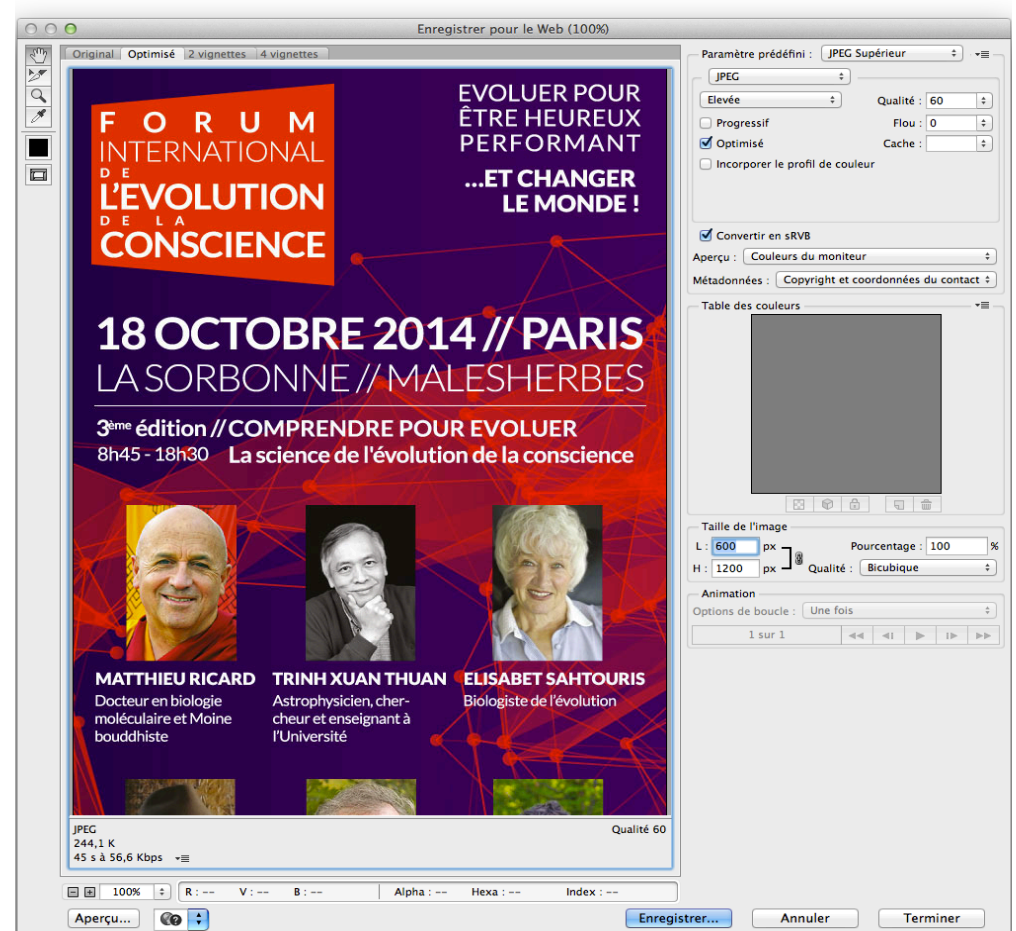 Enregistrer pour le Web (100%)
Original Optimisé 2 vignettes 4 vignettes
FORUM
INTERNATIONAL
DE
L'EVOLUTION
DE LA
CONSCIENCE
EVOLUER POUR
ÊTRE HEUREUX
PERFORMANT
...ET CHANGER
LE MONDE !
18 OCTOBRE 2014 // PARIS
LA SORBONNE // MALESHERBES
3ème édition // COMPRENDRE POUR EVOLUER
8h45 - 18h30 La science de l'évolution de la conscience
MATTHIEU RICARD
Docteur en biologie
moléculaire et Moine
bouddhiste
TRINH XUAN THUAN
Astrophysicien, cher-
cheur et enseignant à
l'Université
ELISABET SAHTOURIS
Biologiste de l'évolution
JPEG
244,1 K
45 s à 56,6 Kbps
Qualité 60
100% R : -- V : -- B : -- Alpha : -- Hexa : -- Index : --
Aperçu...
Paramètre prédéfini : JPEG Supérieur
JPEG
Elevée Qualité : 60
Progressif Flou : 0
Optimisé Cache :
Incorporer le profil de couleur
Convertir en sRVB
Aperçu : Couleurs du moniteur
Métadonnées : Copyright et coordonnées du contact
Table des couleurs
Taille de l'image
L : 600 px Pourcentage : 100 %
H : 1200 px Qualité : Bicubique
Animation
Options de boucle : Une fois
1 sur 1
Enregistrer... Annuler Terminer